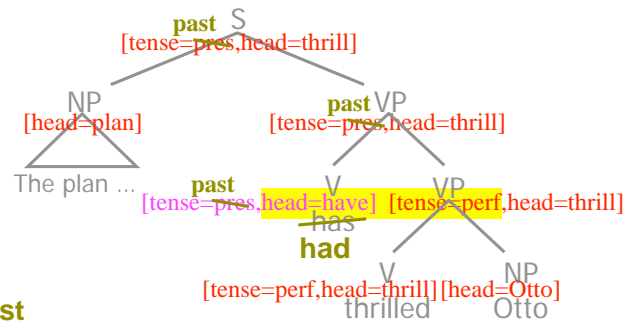 past S
[tense=pres,head=thrill]
NP past VP
[head=plan] [tense=pres,head=thrill]
The plan ... past V VP
[tense=pres,head=have] [tense=perf,head=thrill]
has
had
V NP
[tense=perf,head=thrill] [head=Otto]
thrilled Otto
st